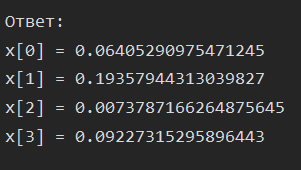 Ответ:
x[0] = 0.06405290975471245
x[1] = 0.19357944313039827
x[2] = 0.0073787166264875645
x[3] = 0.09227315295896443